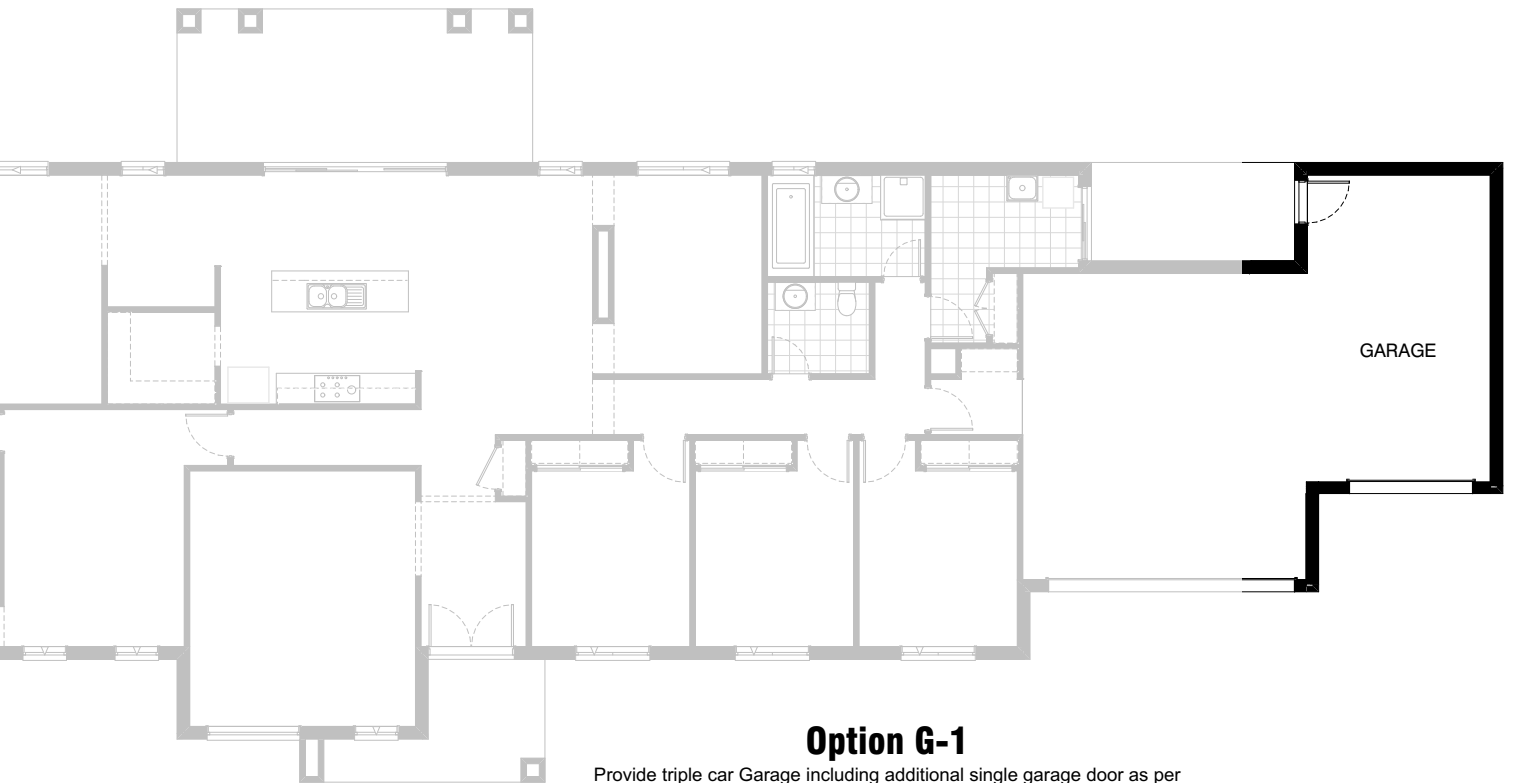 GARAGE
Option G-1
Provide triple car Garage including additional single garage door as per